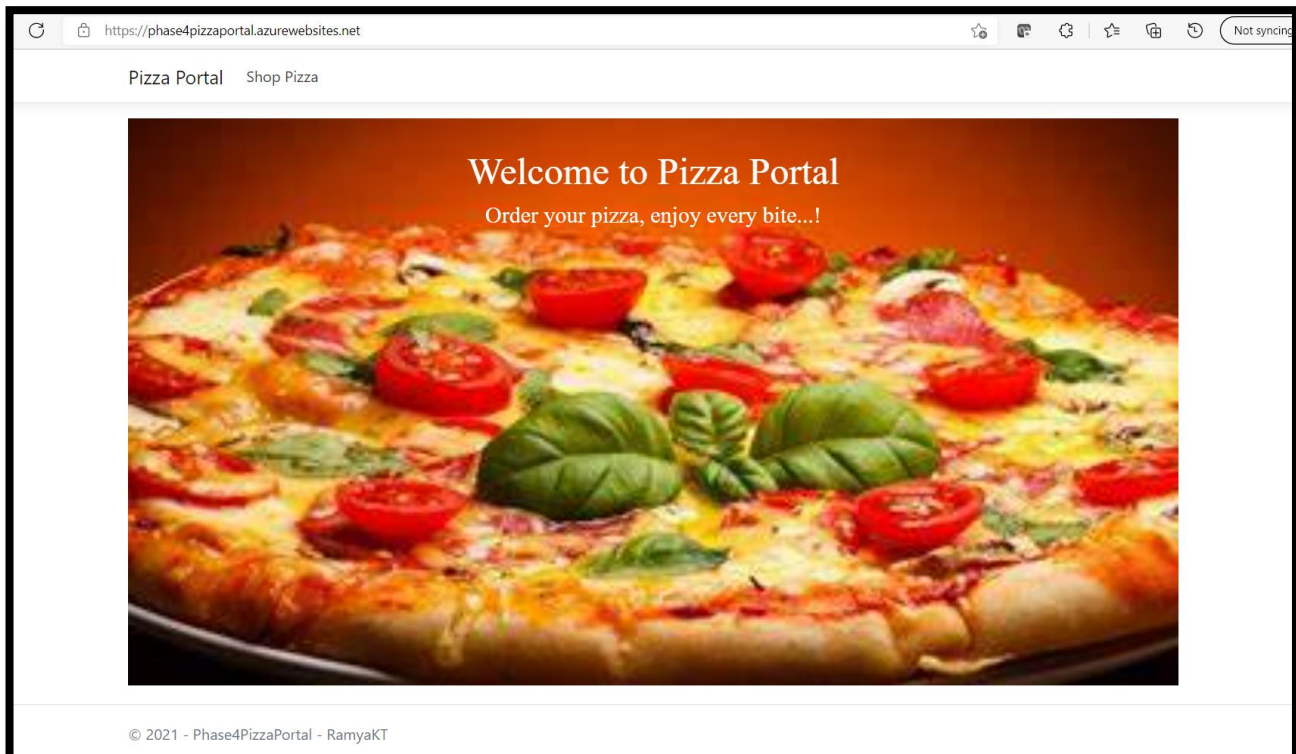 https://phase4pizzaportal.azurewebsites.net
Not syncing
Pizza Portal Shop Pizza
Welcome to Pizza Portal
Order your pizza, enjoy every bite...!
© 2021 - Phase4PizzaPortal - RamyaKT